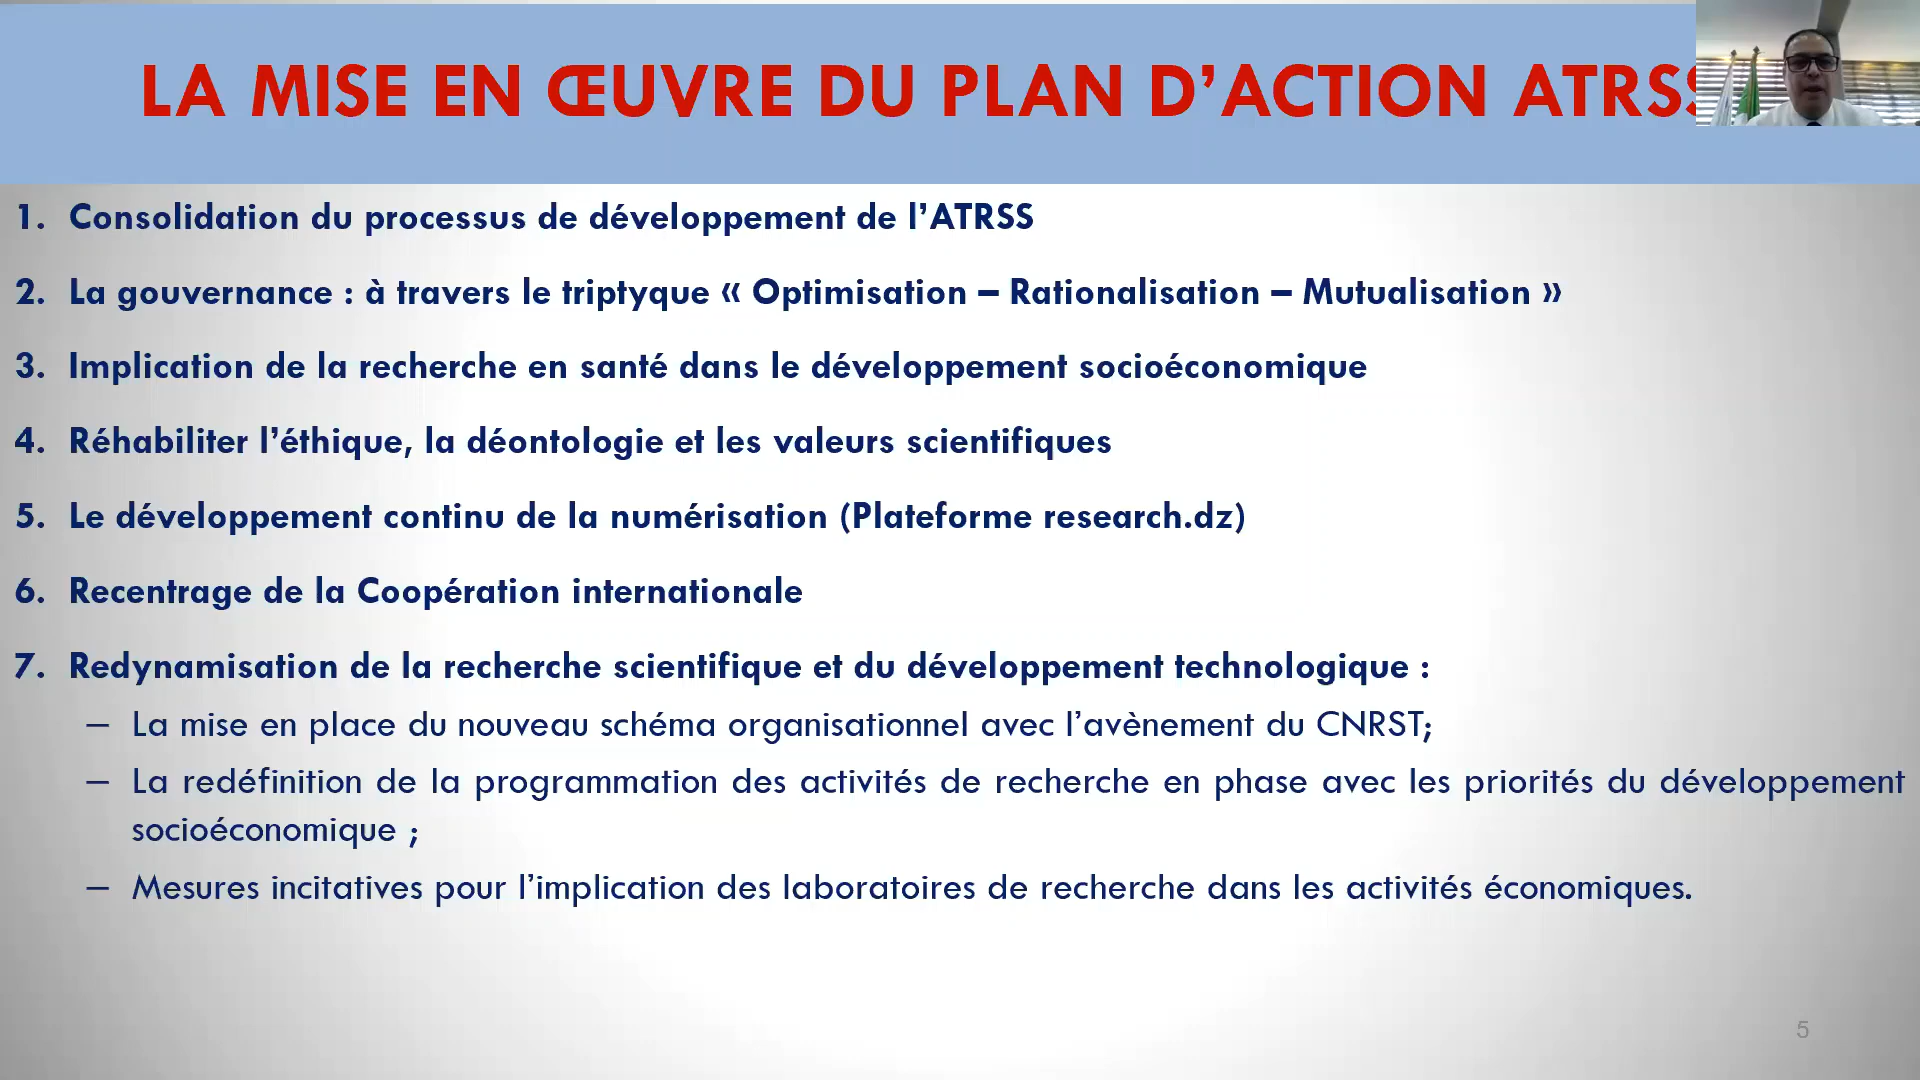 LA MISE EN ŒUVRE DU PLAN D’ACTION ATRSS
1. Consolidation du processus de développement de l’ATRSS
2. La gouvernance : à travers le triptyque « Optimisation – Rationalisation – Mutualisation »
3. Implication de la recherche en santé dans le développement socioéconomique
4. Réhabiliter l’éthique, la déontologie et les valeurs scientifiques
5. Le développement continu de la numérisation (Plateforme research.dz)
6. Recentrage de la Coopération internationale
7. Redynamisation de la recherche scientifique et du développement technologique :
– La mise en place du nouveau schéma organisationnel avec l’avènement du CNRST;
– La redéfinition de la programmation des activités de recherche en phase avec les priorités du développement
socioéconomique ;
– Mesures incitatives pour l’implication des laboratoires de recherche dans les activités économiques.
5